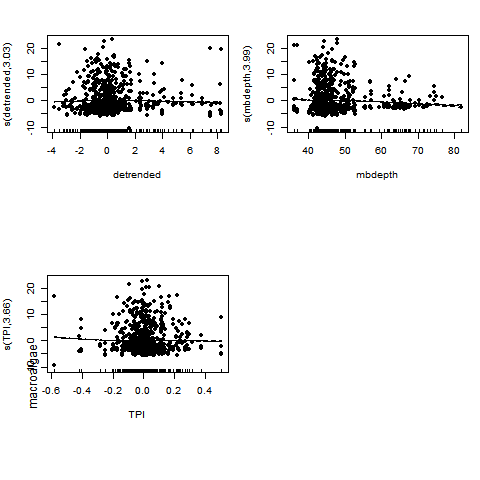 s(detrended,3.03)
-10 0 10 20
-4 -2 0 2 4 6 8
detrended
s(mbdepth,3.99)
-10 0 10 20
40 50 60 70 80
mbdepth
s(TPI,3.66)
0 10 20
macroalgae
-0.6 -0.4 -0.2 0.0 0.2 0.4
TPI